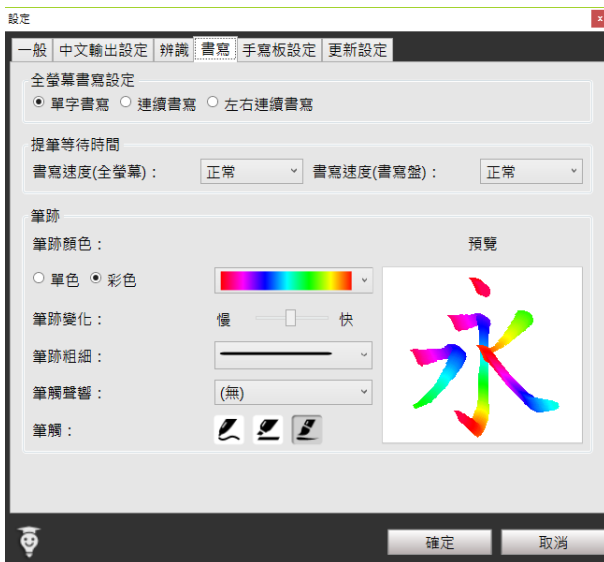 設定
一般 中文輸出設定 辨識 書寫 手寫板設定 更新設定
全螢幕書寫設定
單字書寫 連續書寫 左右連續書寫
提筆等待時間
書寫速度(全螢幕): 正常 書寫速度(書寫盤): 正常
筆跡
筆跡顏色: 預覽
單色 彩色
筆跡變化: 慢 快
筆跡粗細:
筆觸聲響: (無)
筆觸:
永
確定 取消